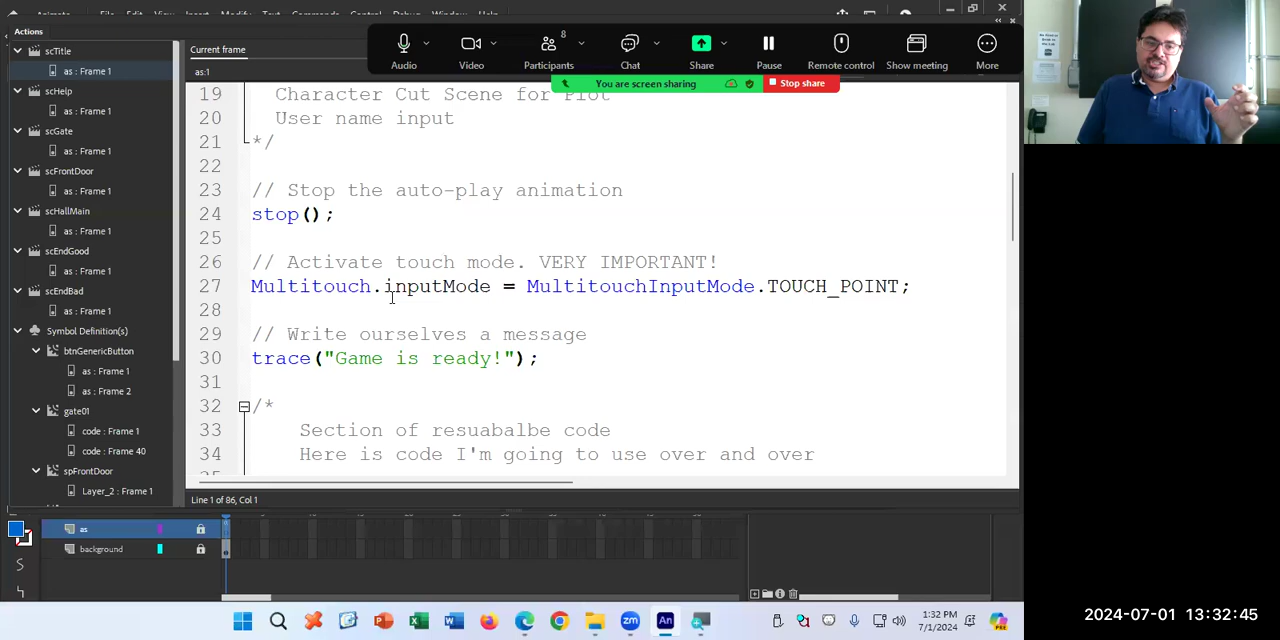 Actions
Current frame
as:1
scTitle
as : Frame 1
scHelp
as : Frame 1
scGate
as : Frame 1
scFrontDoor
as : Frame 1
scHallMain
as : Frame 1
scEndGood
as : Frame 1
scEndBad
as : Frame 1
Symbol Definition(s)
btnGenericButton
as : Frame 1
as : Frame 2
gate01
code : Frame 1
code : Frame 40
spFrontDoor
Layer_2 : Frame 1
8
Audio
Video
Participants
Chat
Share
Pause
Remote control
Show meeting
More
You are screen sharing
Stop share
19 Character Cut Scene for Plot
20 User name input
21 */
22
23 // Stop the auto-play animation
24 stop();
25
26 // Activate touch mode. VERY IMPORTANT!
27 Multitouch.inputMode = MultitouchInputMode.TOUCH_POINT;
28
29 // Write ourselves a message
30 trace("Game is ready!");
31
32 /*
33 Section of resuabalbe code
34 Here is code I'm going to use over and over
35
Line 1 of 86, Col 1
as
background
zm
An
1:32 PM
7/1/2024
2024-07-01 13:32:45